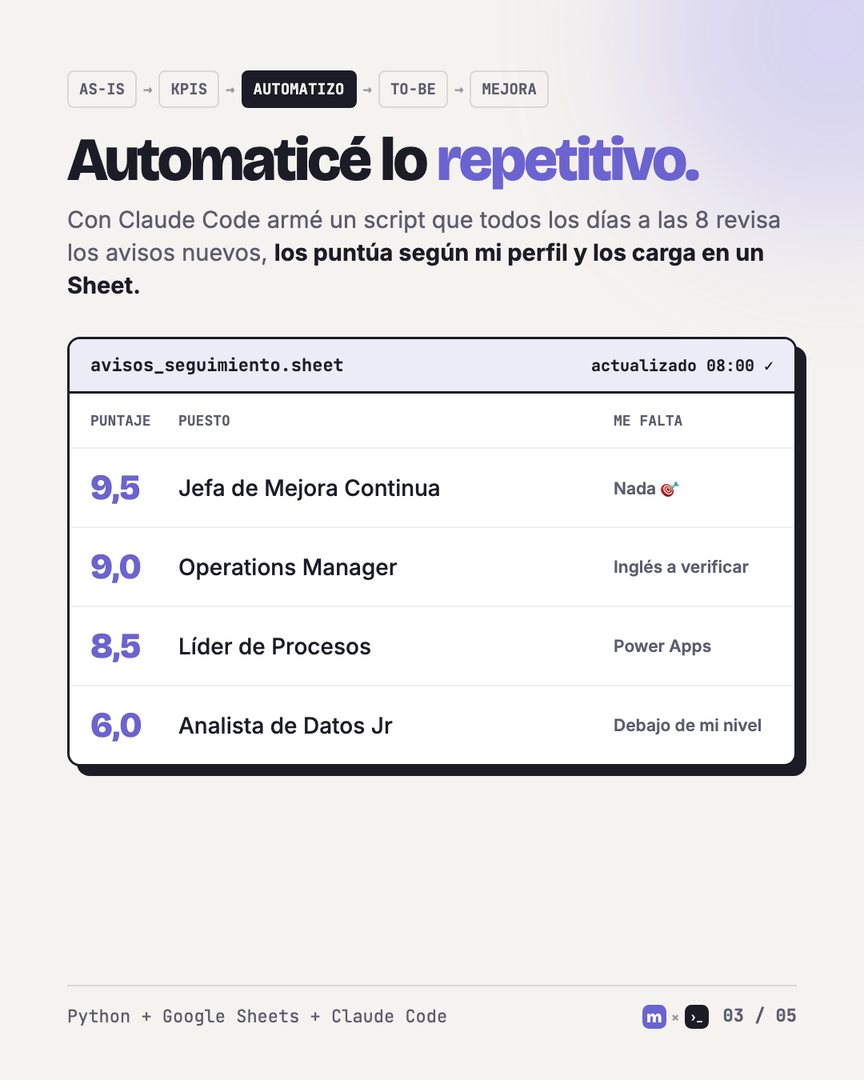 AS-IS → KPIS → AUTOMATIZO → TO-BE → MEJORA
Automaticé lo repetitivo.
Con Claude Code armé un script que todos los días a las 8 revisa
los avisos nuevos, los puntúa según mi perfil y los carga en un
Sheet.
avisos_seguimiento.sheet actualizado 08:00 ✓
PUNTAJE PUESTO ME FALTA
9,5 Jefa de Mejora Continua Nada 🎯
9,0 Operations Manager Inglés a verificar
8,5 Líder de Procesos Power Apps
6,0 Analista de Datos Jr Debajo de mi nivel
Python + Google Sheets + Claude Code m × ›_ 03 / 05